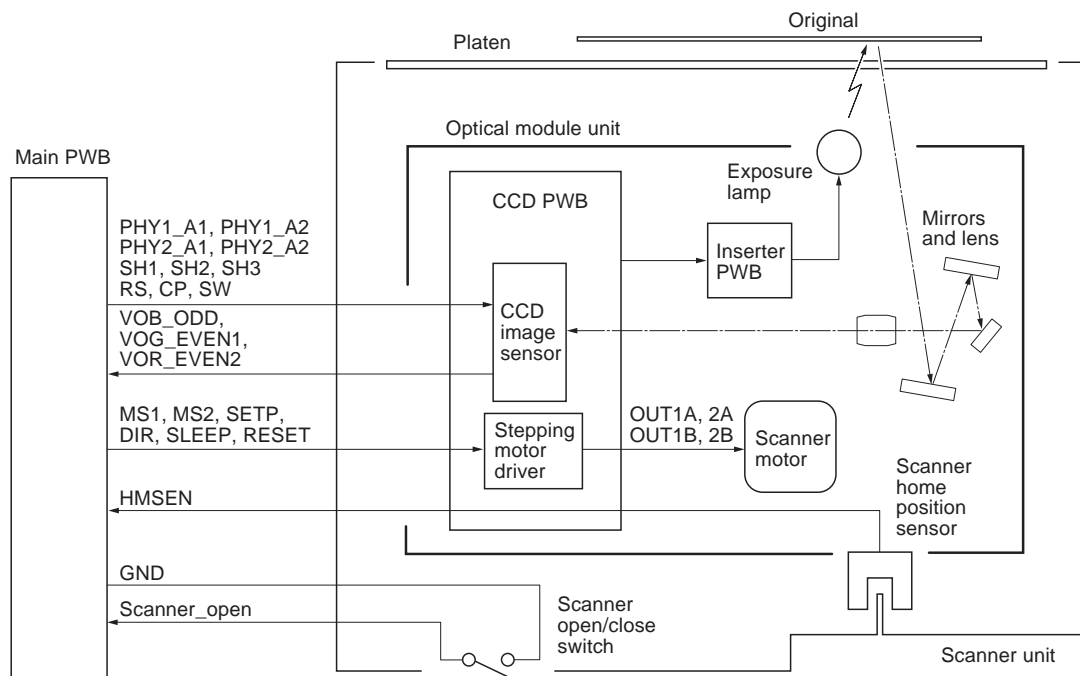 Original
Platen
Optical module unit
Main PWB
Exposure
lamp
CCD PWB
Mirrors
and lens
PHY1_A1, PHY1_A2
PHY2_A1, PHY2_A2
SH1, SH2, SH3
RS, CP, SW
Inserter
PWB
CCD
image
sensor
VOB_ODD,
VOG_EVEN1,
VOR_EVEN2
MS1, MS2, SETP,
DIR, SLEEP, RESET
Stepping
motor
driver
OUT1A, 2A
OUT1B, 2B
Scanner
motor
Scanner
home
position
sensor
HMSEN
GND
Scanner_open
Scanner
open/close
switch
Scanner unit